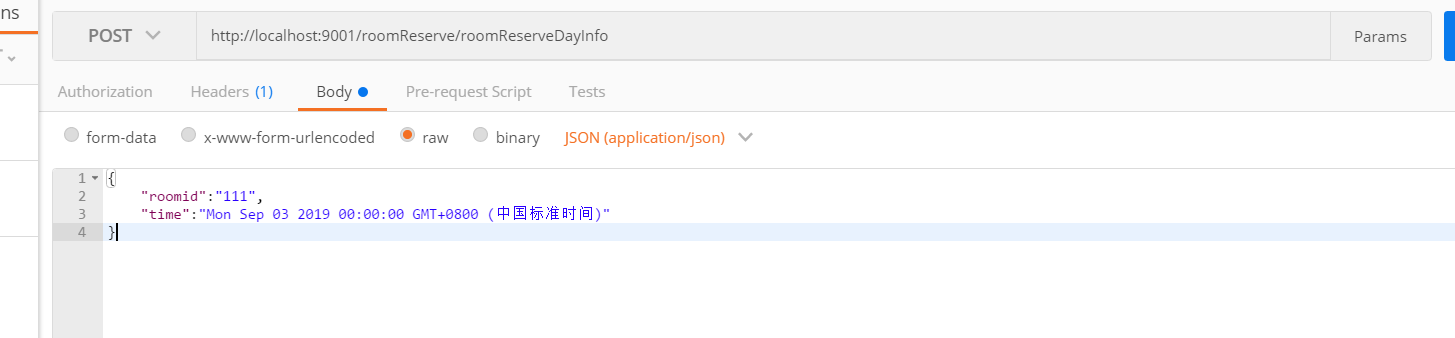 ns
POST
http://localhost:9001/roomReserve/roomReserveDayInfo
Params
Authorization
Headers (1)
Body
Pre-request Script
Tests
form-data
x-www-form-urlencoded
raw
binary
JSON (application/json)
1 {
2 "roomid":"111",
3 "time":"Mon Sep 03 2019 00:00:00 GMT+0800 (中国标准时间)"
4 }